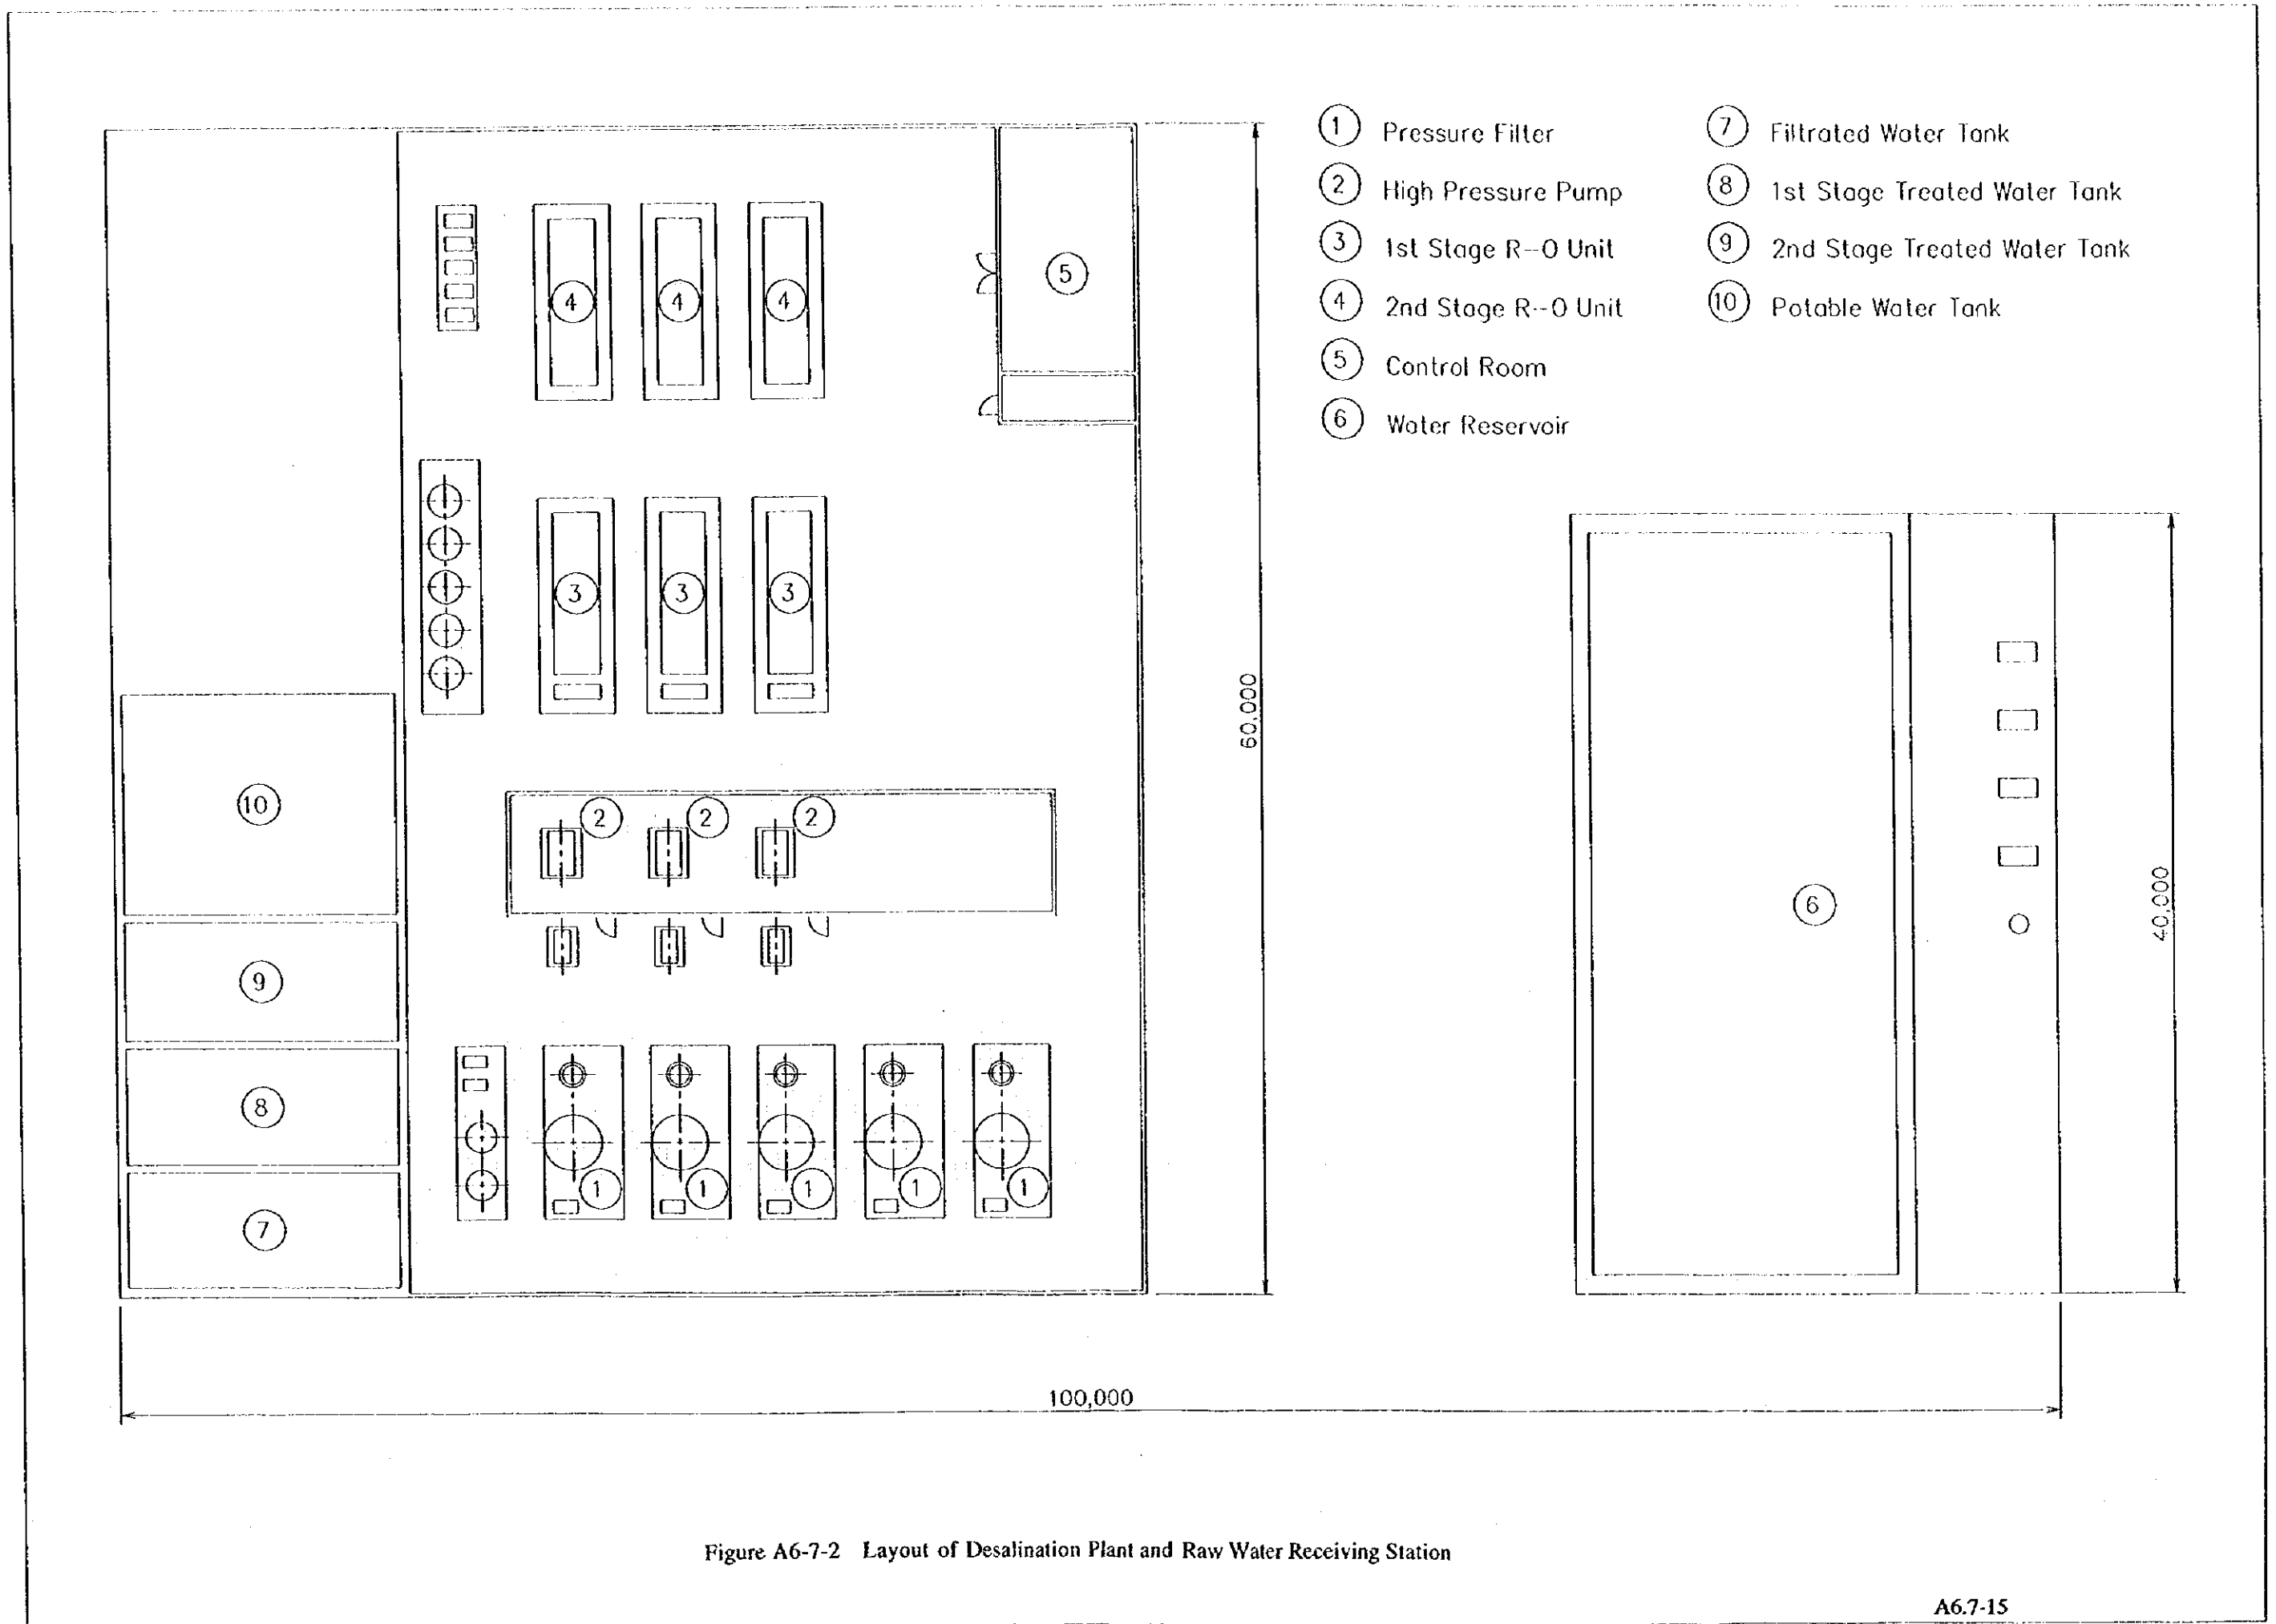 1 Pressure Filter
2 High Pressure Pump
3 1st Stage R--O Unit
4 2nd Stage R--O Unit
5 Control Room
6 Water Reservoir
7 Filtrated Water Tank
8 1st Stage Treated Water Tank
9 2nd Stage Treated Water Tank
10 Potable Water Tank
4 4 4
5
3 3 3
60,000
10
2 2 2
6
40,000
9
8
1 1 1 1 1
7
100,000
Figure A6-7-2 Layout of Desalination Plant and Raw Water Receiving Station
A6.7-15